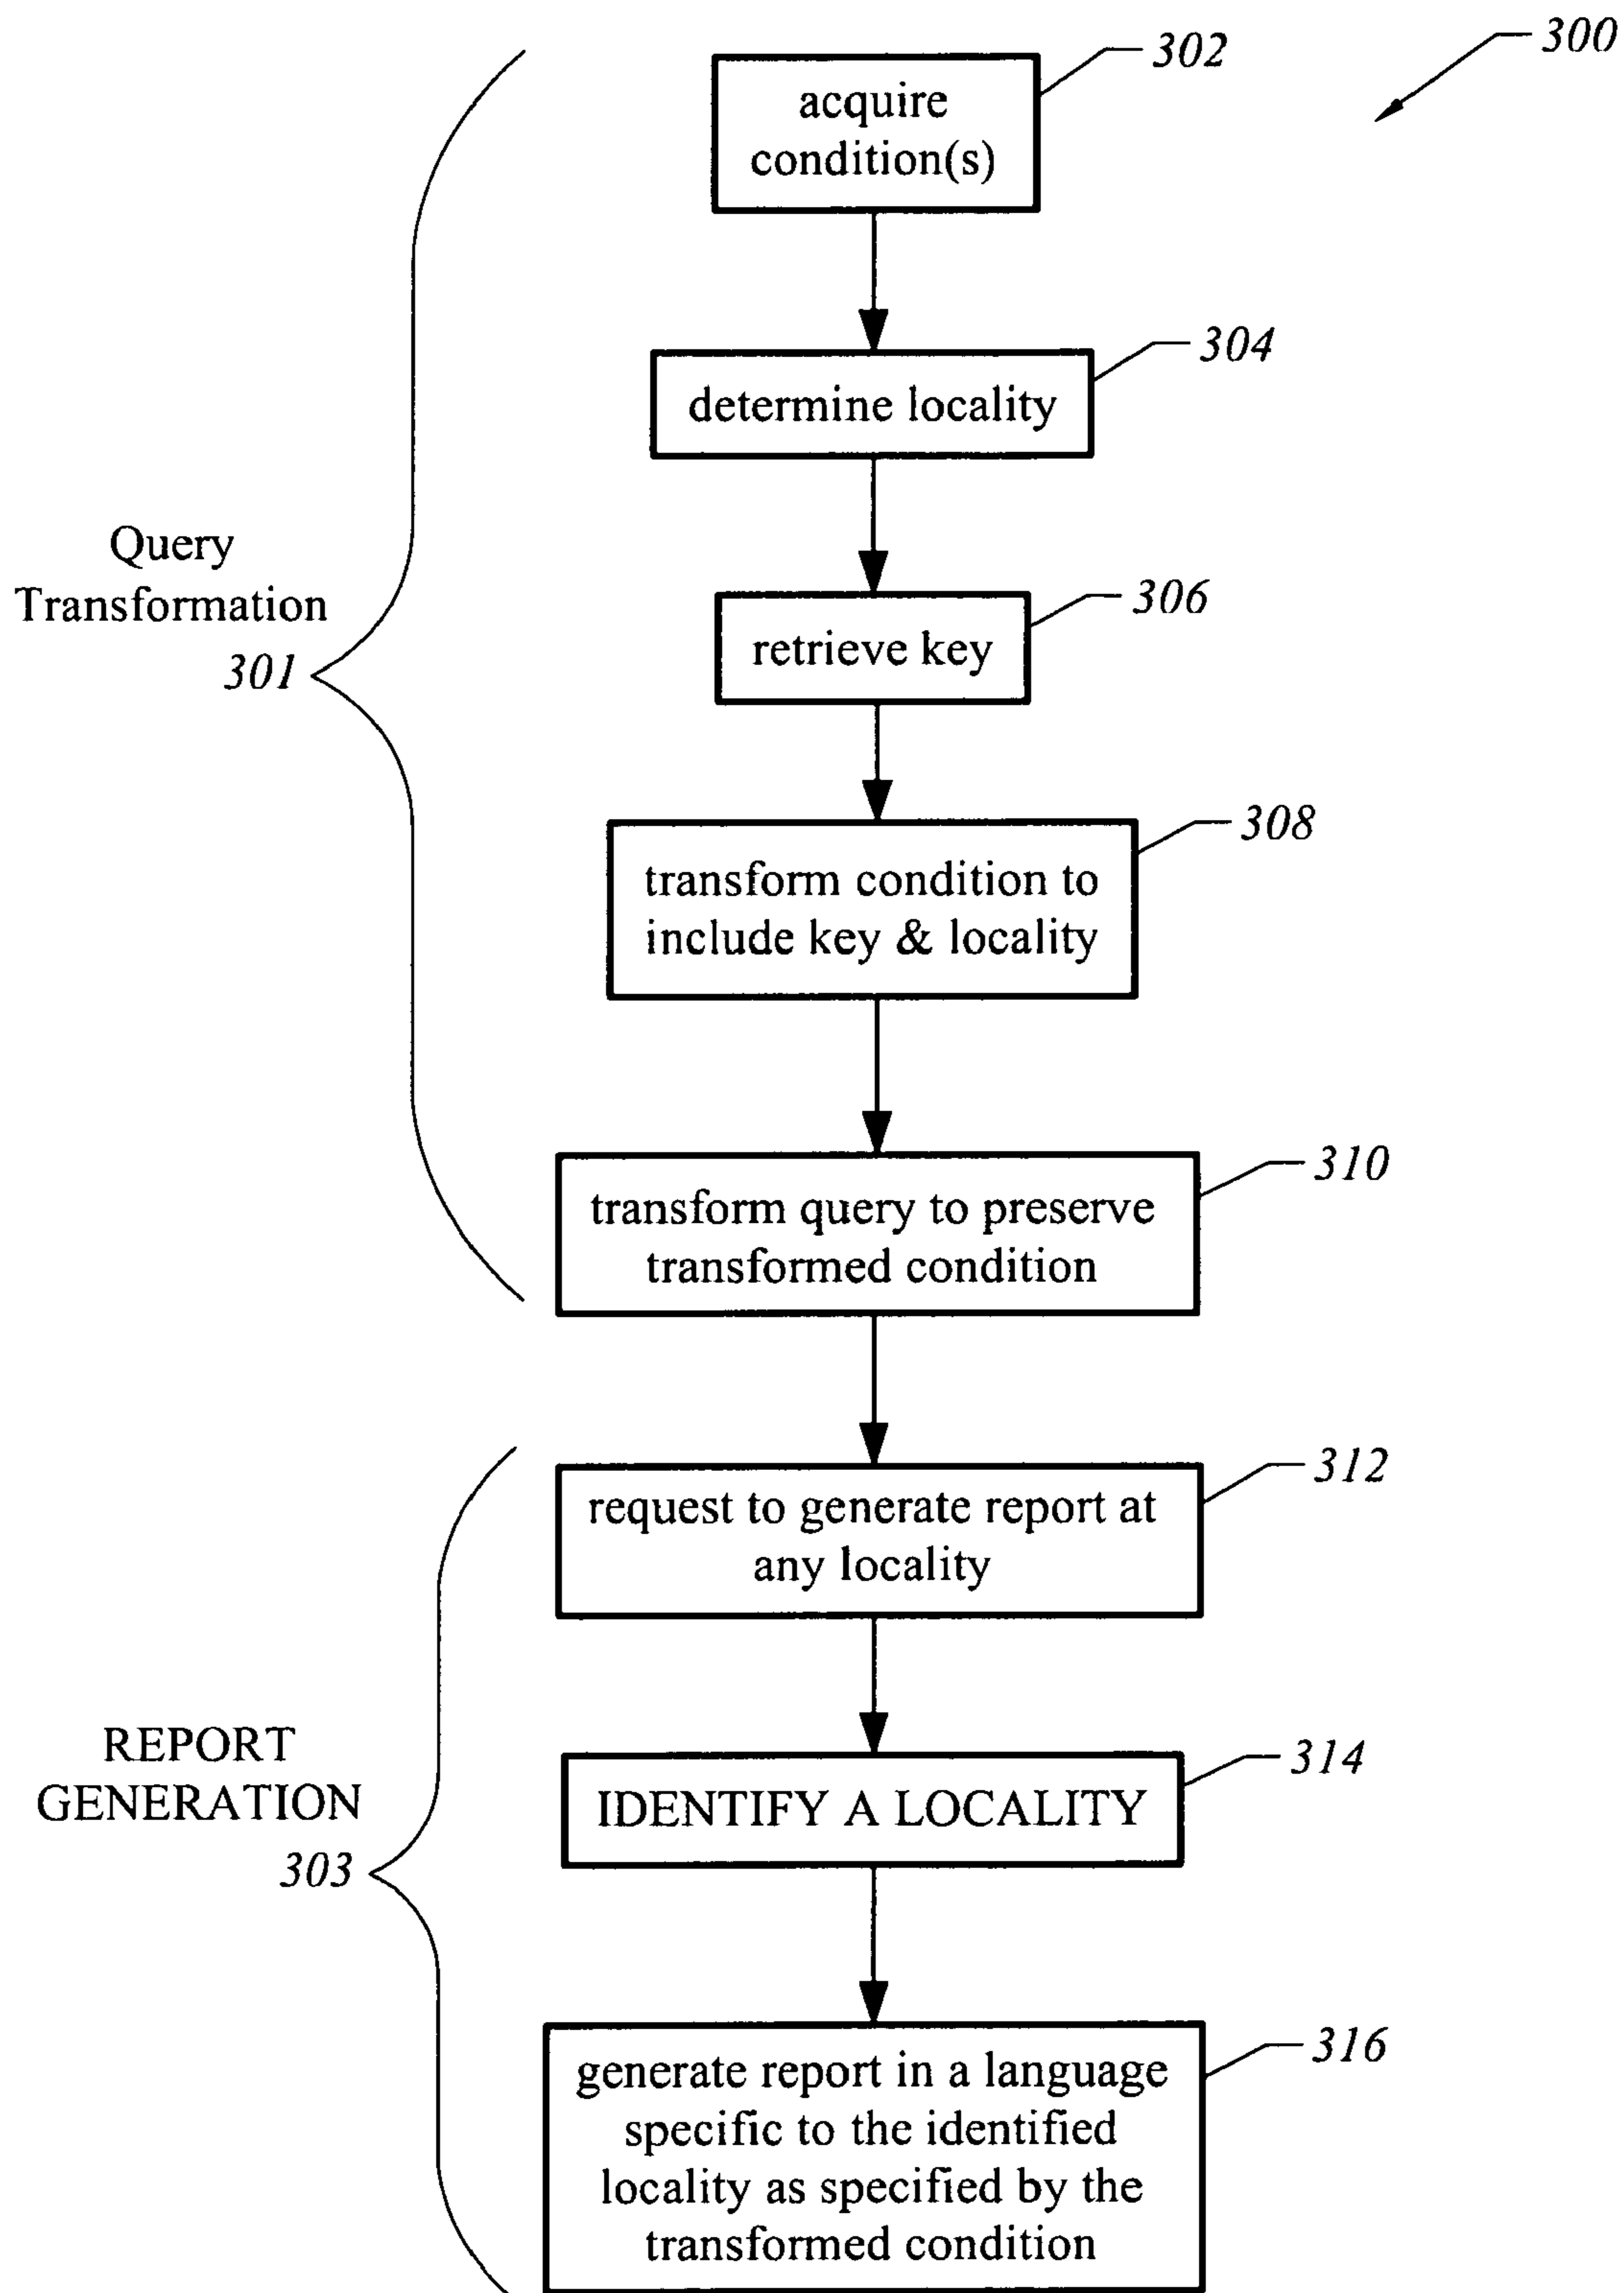 300
302
acquire
condition(s)
304
determine locality
306
retrieve key
Query
Transformation
301
308
transform condition to
include key & locality
310
transform query to preserve
transformed condition
312
request to generate report at
any locality
REPORT
GENERATION
303
314
IDENTIFY A LOCALITY
316
generate report in a language
specific to the identified
locality as specified by the
transformed condition